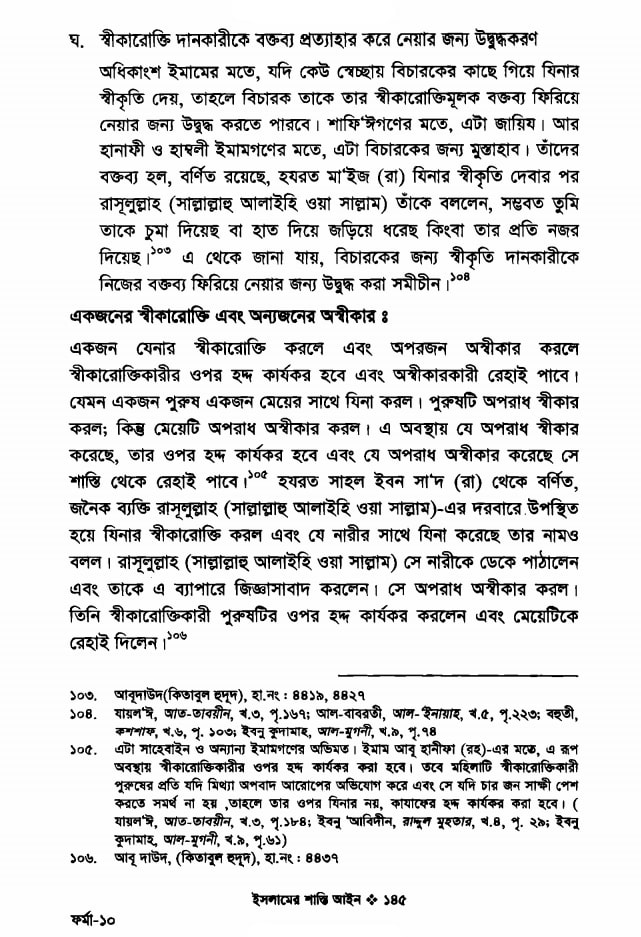 ঘ. স্বীকারোক্তি দানকারীকে বক্তব্য প্রত্যাহার করে নেয়ার জন্য উদ্বুদ্ধকরণ
অধিকাংশ ইমামের মতে, যদি কেউ স্বেচ্ছায় বিচারকের কাছে গিয়ে যিনার
স্বীকৃতি দেয়, তাহলে বিচারক তাকে তার স্বীকারোক্তিমূলক বক্তব্য ফিরিয়ে
নেয়ার জন্য উদ্বুদ্ধ করতে পারবে। শাফি'ঈগণের মতে, এটা জায়িয। আর
হানাফী ও হাম্বলী ইমামগণের মতে, এটা বিচারকের জন্য মুস্তাহাব। তাঁদের
বক্তব্য হল, বর্ণিত রয়েছে, হযরত মা'ইজ (রা) যিনার স্বীকৃতি দেবার পর
রাসূলুল্লাহ (সাল্লাল্লাহু আলাইহি ওয়া সাল্লাম) তাঁকে বললেন, সম্ভবত তুমি
তাকে চুমা দিয়েছ বা হাত দিয়ে জড়িয়ে ধরেছ কিংবা তার প্রতি নজর
দিয়েছ।১০৩ এ থেকে জানা যায়, বিচারকের জন্য স্বীকৃতি দানকারীকে
নিজের বক্তব্য ফিরিয়ে নেয়ার জন্য উদ্বুদ্ধ করা সমীচীন।১০৪
একজনের স্বীকারোক্তি এবং অন্যজনের অস্বীকার ঃ
একজন যেনার স্বীকারোক্তি করলে এবং অপরজন অস্বীকার করলে
স্বীকারোক্তিকারীর ওপর হদ্দ কার্যকর হবে এবং অস্বীকারকারী রেহাই পাবে।
যেমন একজন পুরুষ একজন মেয়ের সাথে যিনা করল। পুরুষটি অপরাধ স্বীকার
করল; কিন্তু মেয়েটি অপরাধ অস্বীকার করল। এ অবস্থায় যে অপরাধ স্বীকার
করেছে, তার ওপর হদ্দ কার্যকর হবে এবং যে অপরাধ অস্বীকার করেছে সে
শাস্তি থেকে রেহাই পাবে।১০৫ হযরত সাহল ইবন সা'দ (রা) থেকে বর্ণিত,
জনৈক ব্যক্তি রাসূলুল্লাহ (সাল্লাল্লাহু আলাইহি ওয়া সাল্লাম)-এর দরবারে উপস্থিত
হয়ে যিনার স্বীকারোক্তি করল এবং যে নারীর সাথে যিনা করেছে তার নামও
বলল। রাসূলুল্লাহ (সাল্লাল্লাহু আলাইহি ওয়া সাল্লাম) সে নারীকে ডেকে পাঠালেন
এবং তাকে এ ব্যাপারে জিজ্ঞাসাবাদ করলেন। সে অপরাধ অস্বীকার করল।
তিনি স্বীকারোক্তিকারী পুরুষটির ওপর হদ্দ কার্যকর করলেন এবং মেয়েটিকে
রেহাই দিলেন।১০৬
১০৩. আবূদাউদ(কিতাবুল হুদূদ), হা.নং : ৪৪১৯, ৪৪২৭
১০৪. যায়ল'ঈ, আত-তাবয়ীন, খ.৩, পৃ.১৬৭; আল-বাবরতী, আল-'ইনায়াহ, খ.৫, পৃ.২২৩; বহুতী,
কশশাফ, খ.৬, পৃ. ১০৩; ইবনু কুদামাহ, আল-মুগনী, খ.৯, পৃ.৭৪
১০৫. এটা সাহেবাইন ও অন্যান্য ইমামগণের অভিমত। ইমাম আবূ হানীফা (রহ)-এর মতে, এ রূপ
অবস্থায় স্বীকারোক্তিকারীর ওপর হদ্দ কার্যকর করা হবে। তবে মহিলাটি স্বীকারোক্তিকারী
পুরুষের প্রতি যদি মিথ্যা অপবাদ আরোপের অভিযোগ করে এবং সে যদি চার জন সাক্ষী পেশ
করতে সমর্থ না হয় ,তাহলে তার ওপর যিনার নয়, কাযাফের হদ্দ কার্যকর করা হবে। (
যায়ল'ঈ, আত-তাবয়ীন, খ.৩, পৃ.১৮৪; ইবনু 'আবিদীন, রাদ্দুল মুহতার, খ.৪, পৃ. ২৯; ইবনু
কুদামাহ, আল-মুগনী, খ.৯, পৃ.৬১)
১০৬. আবূ দাউদ, (কিতাবুল হুদূদ), হা.নং : ৪৪৩৭
ইসলামের শাস্তি আইন ❖ ১৪৫
ফর্মা-১০